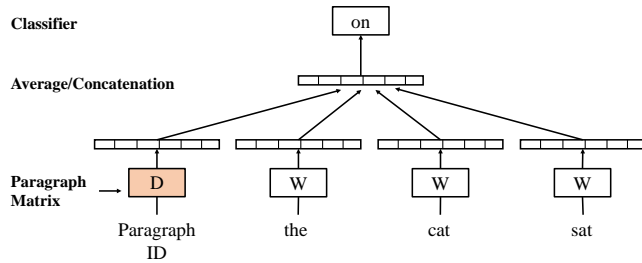 Classifier
on
Average/Concatenation
Paragraph
Matrix
D
W
W
W
Paragraph
ID
the
cat
sat